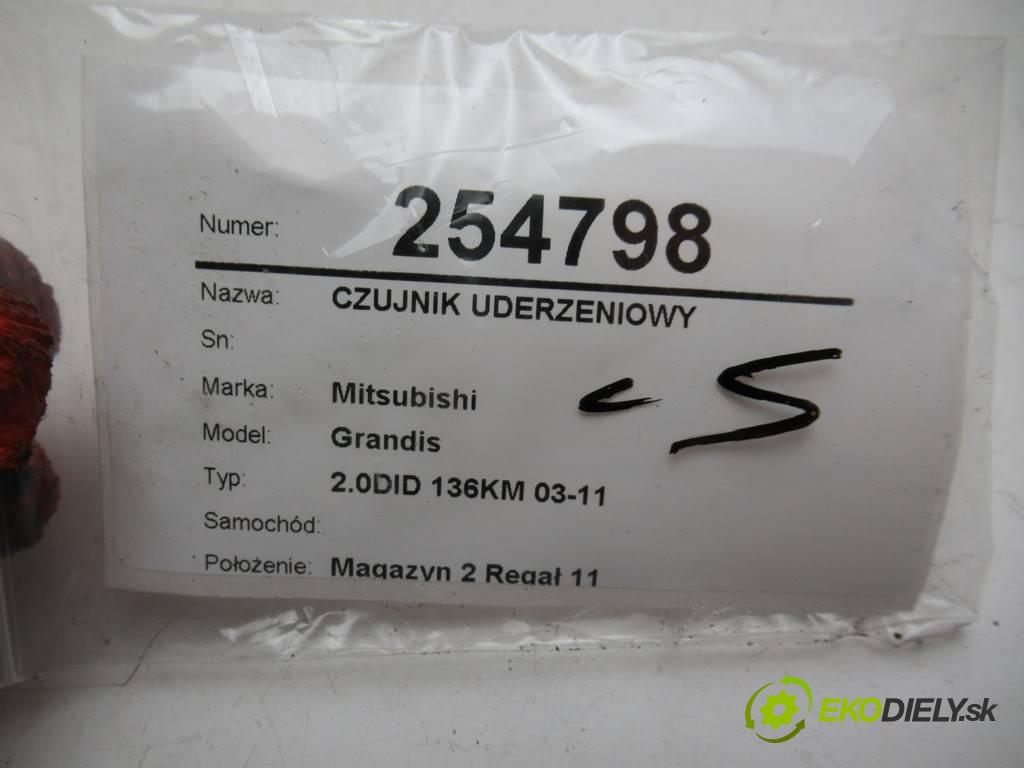 Numer: 254798
Nazwa: CZUJNIK UDERZENIOWY
Sn:
Marka: Mitsubishi
Model: Grandis
Typ: 2.0DID 136KM 03-11
Samochód:
Położenie: Magazyn 2 Regał 11
EKODIELY.sk